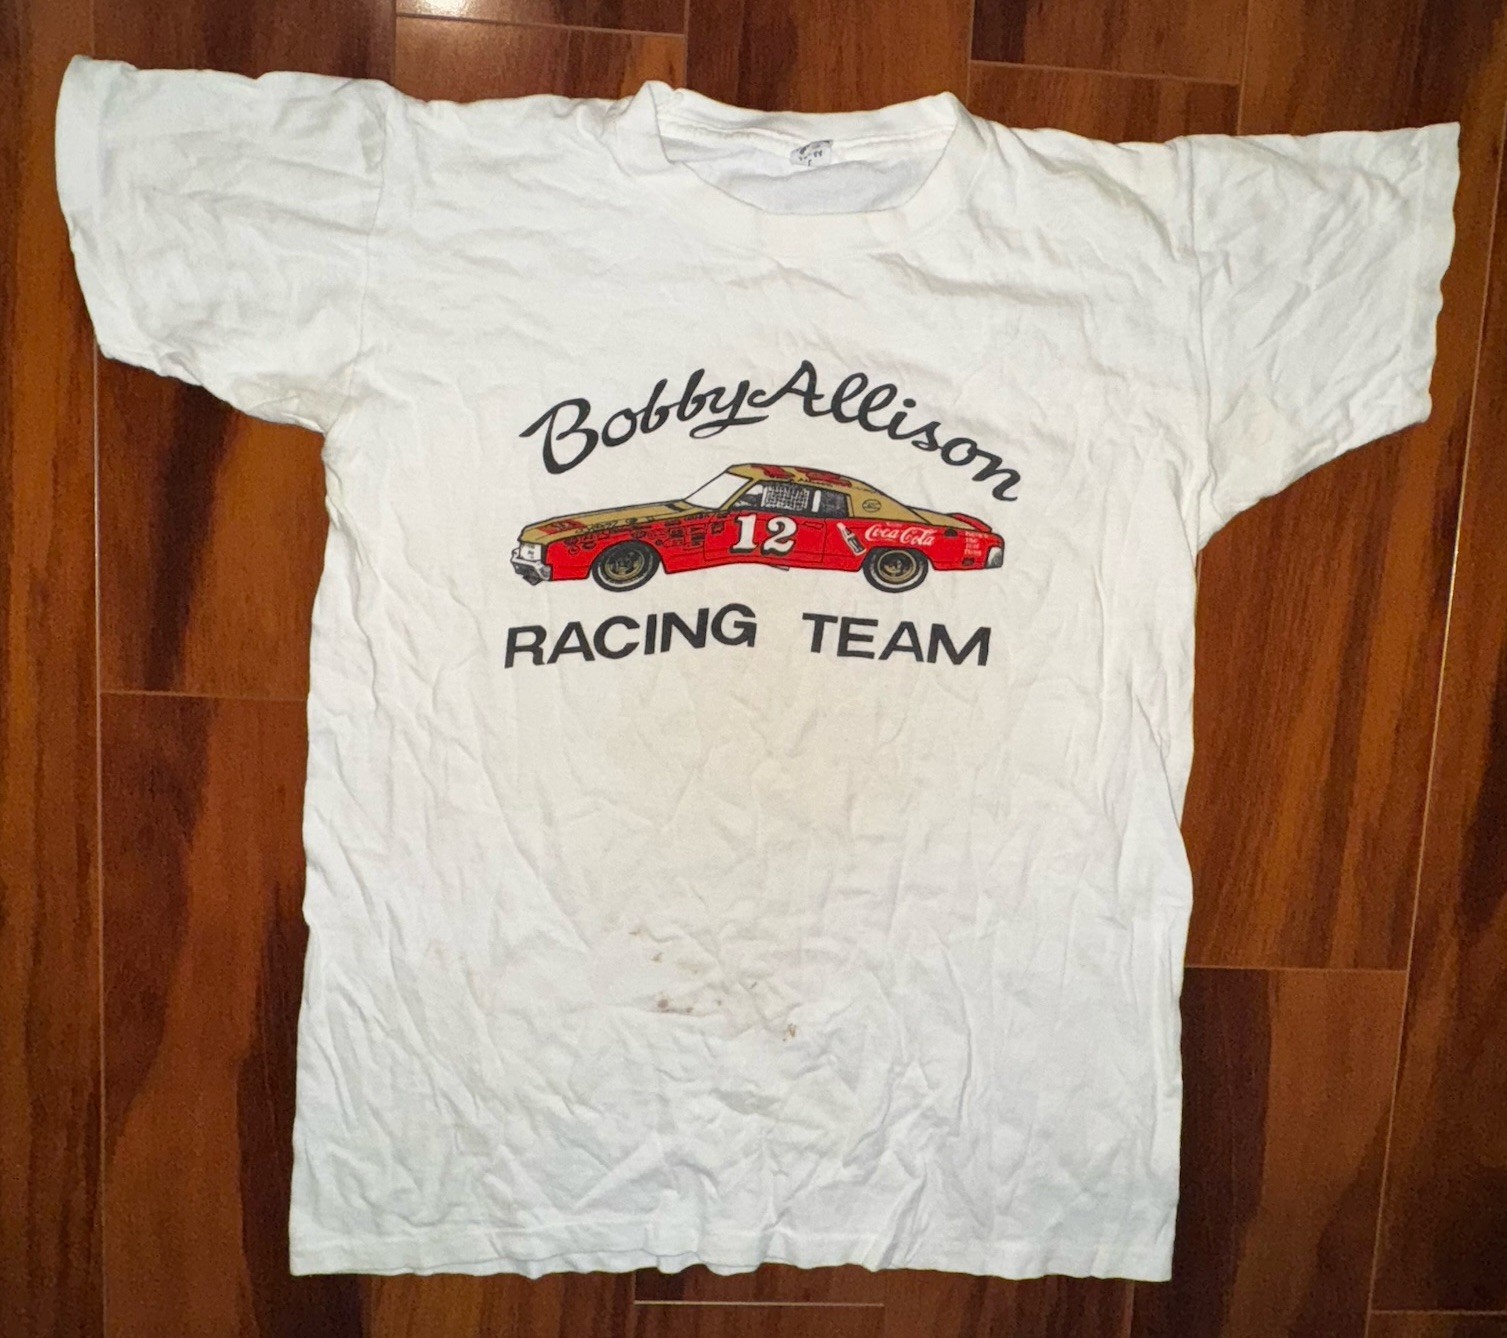 Bobby Allison
12
Coca-Cola
RACING TEAM